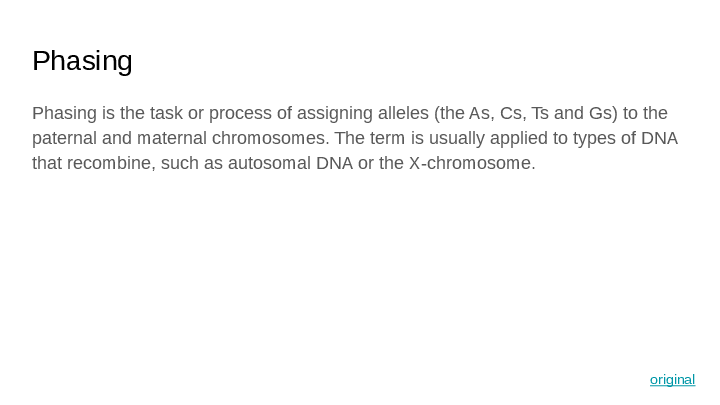 Phasing
Phasing is the task or process of assigning alleles (the As, Cs, Ts and Gs) to the
paternal and maternal chromosomes. The term is usually applied to types of DNA
that recombine, such as autosomal DNA or the X-chromosome.
original